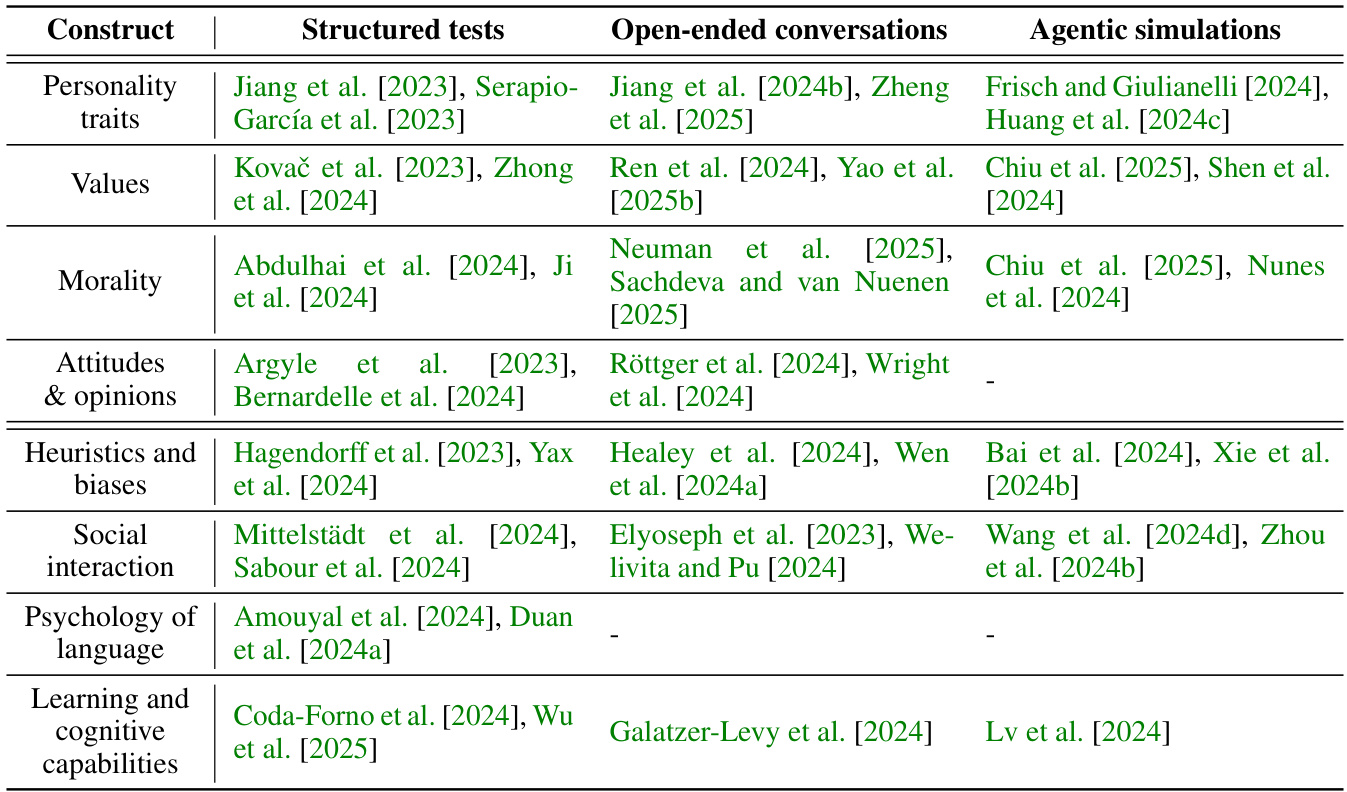 Construct Structured tests Open-ended conversations Agentic simulations
Personality traits
Jiang et al. [2023], Serapio-
García et al. [2023]
Jiang et al. [2024b], Zheng
et al. [2025]
Frisch and Giulianelli [2024],
Huang et al. [2024c]
Values
Kovač et al. [2023], Zhong
et al. [2024]
Ren et al. [2024], Yao et al.
[2025b]
Chiu et al. [2025], Shen et al.
[2024]
Morality
Abdulhai et al. [2024], Ji
et al. [2024]
Neuman et al. [2025],
Sachdeva and van Nuenen
[2025]
Chiu et al. [2025], Nunes
et al. [2024]
Attitudes
& opinions
Argyle et al. [2023],
Bernardelle et al. [2024]
Röttger et al. [2024], Wright
et al. [2024]
-
Heuristics and
biases
Hagendorff et al. [2023], Yax
et al. [2024]
Healey et al. [2024], Wen
et al. [2024a]
Bai et al. [2024], Xie et al.
[2024b]
Social
interaction
Mittelstädt et al. [2024],
Sabour et al. [2024]
Elyoseph et al. [2023], We-
livita and Pu [2024]
Wang et al. [2024d], Zhou
et al. [2024b]
Psychology of
language
Amouyal et al. [2024], Duan
et al. [2024a]
-
-
Learning and
cognitive
capabilities
Coda-Forno et al. [2024], Wu
et al. [2025]
Galatzer-Levy et al. [2024]
Lv et al. [2024]